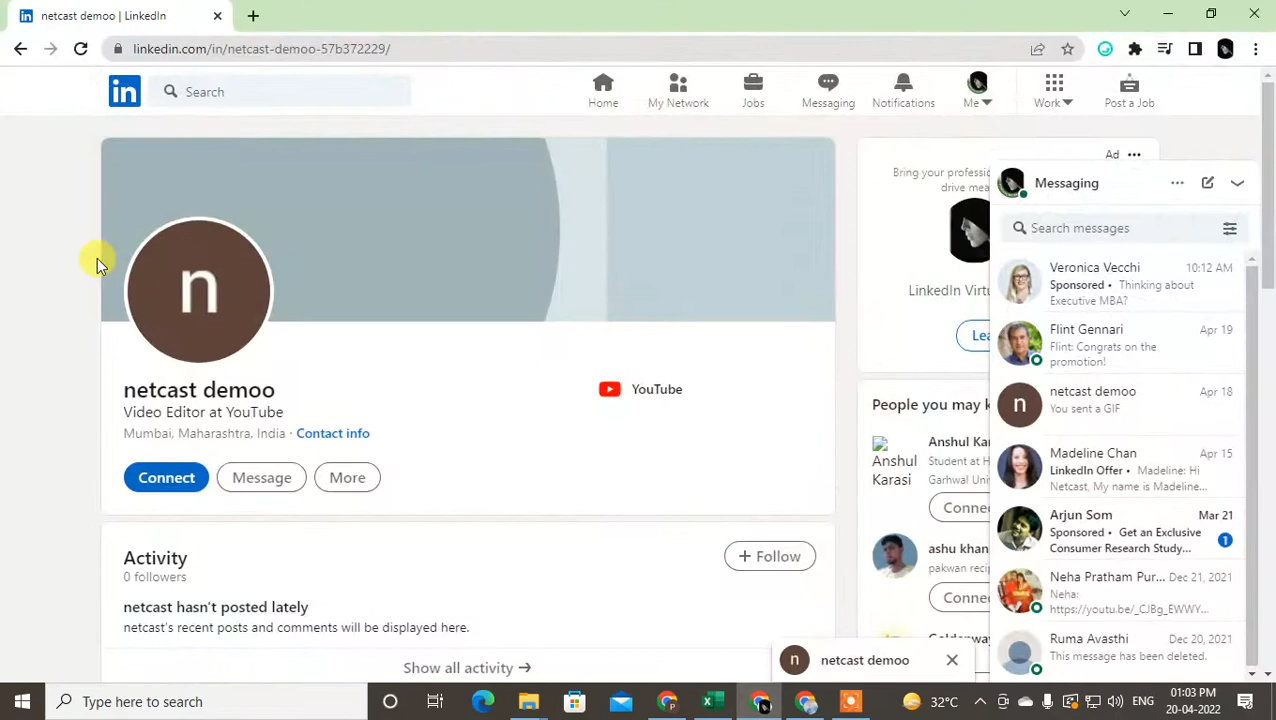 netcast demoo | LinkedIn
linkedin.com/in/netcast-demoo-57b372229/
in
Search
Home
My Network
Jobs
Messaging
Notifications
Me
Work
Post a Job
n
netcast demoo
Video Editor at YouTube
Mumbai, Maharashtra, India · Contact info
YouTube
Connect
Message
More
Activity
0 followers
+ Follow
netcast hasn't posted lately
netcast's recent posts and comments will be displayed here.
Show all activity →
Ad
Bring your
drive
LinkedIn
People you may
Anshul
Anshul
Karasi
Student at
ashu khan
Messaging
Search messages
Veronica Vecchi
10:12 AM
Sponsored • Thinking about
Executive MBA?
Flint Gennari
Apr 19
Flint: Congrats on the
promotion!
n
netcast demoo
Apr 18
You sent a GIF
Madeline Chan
Apr 15
LinkedIn Offer • Madeline: Hi
Netcast, My name is Madeline...
Arjun Som
Mar 21
Sponsored • Get an Exclusive
Consumer Research Study...
1
Neha Pratham Pur...
Dec 21, 2021
Neha:
https://youtu.be/_CJBg_EWWY...
Ruma Avasthi
Dec 20, 2021
This message has been deleted.
n
netcast demoo
Type here to search
32°C
ENG
01:03 PM
20-04-2022